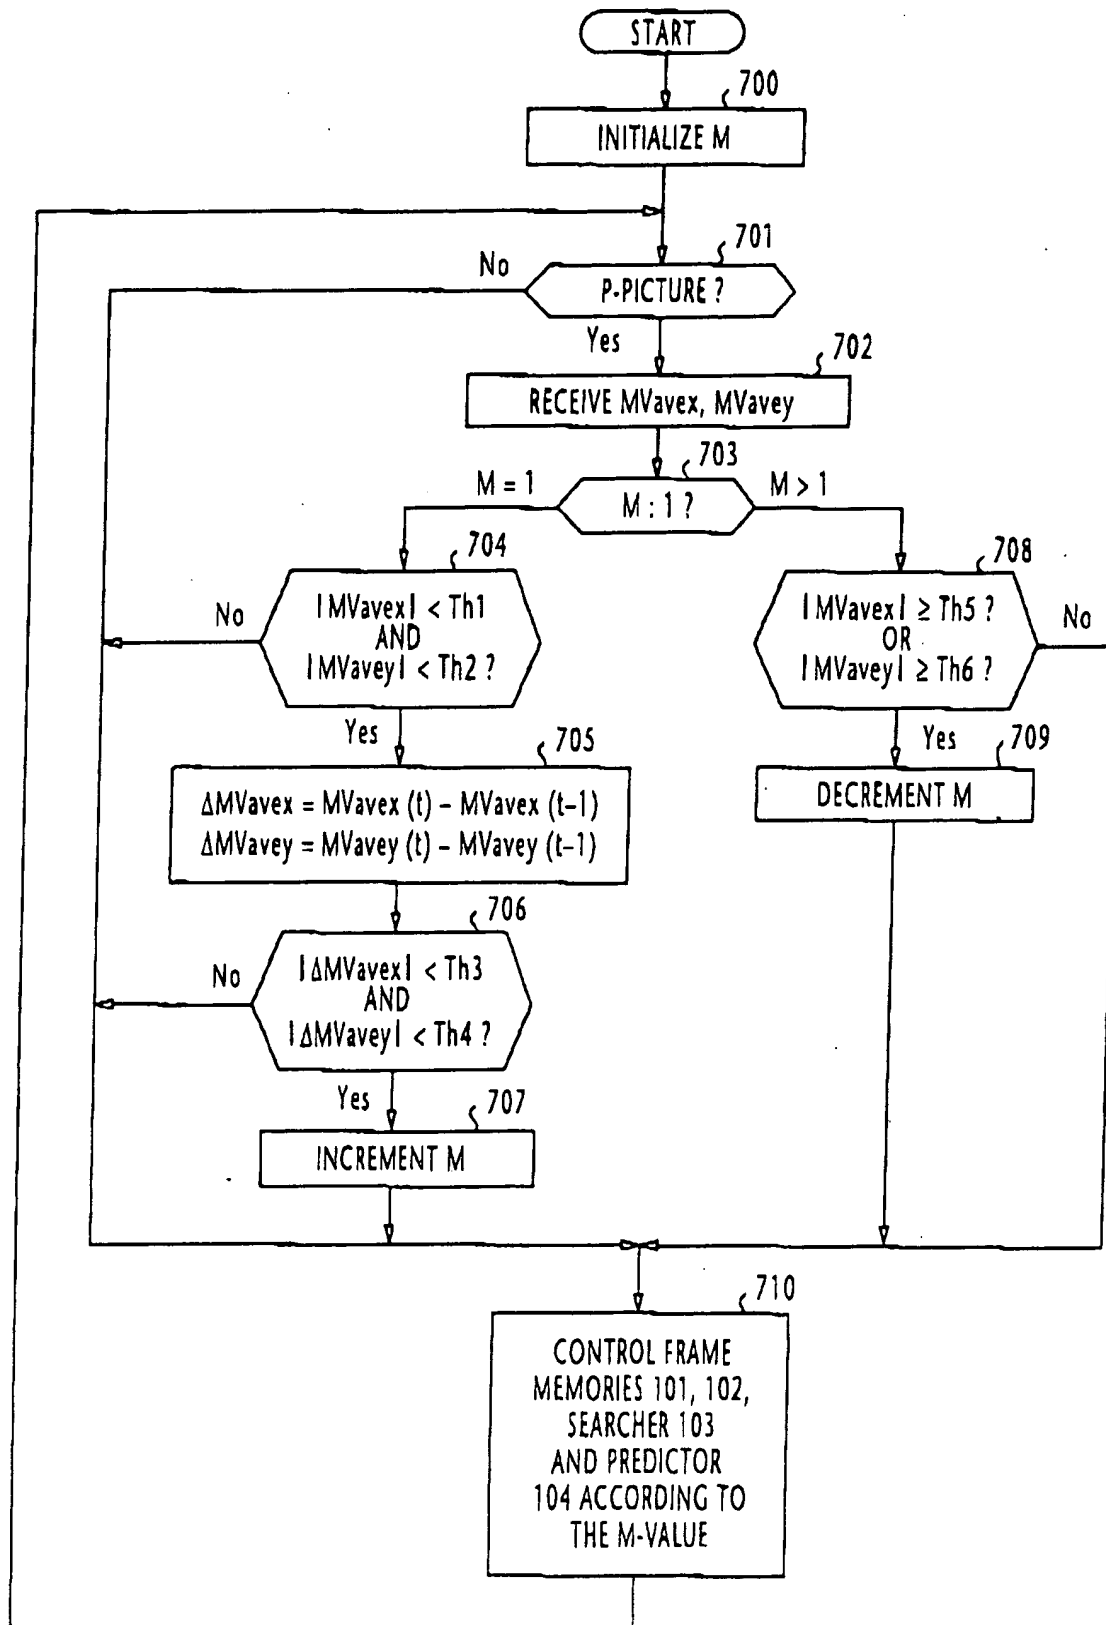 START
700
INITIALIZE M
701
No
P-PICTURE ?
Yes
702
RECEIVE MVavex, MVavey
703
M = 1
M : 1 ?
M > 1
704
|MVavex| < Th1
AND
|MVavey| < Th2 ?
No
Yes
708
|MVavex| ≥ Th5 ?
OR
|MVavey| ≥ Th6 ?
No
Yes
709
DECREMENT M
705
ΔMVavex = MVavex (t) – MVavex (t–1)
ΔMVavey = MVavey (t) – MVavey (t–1)
706
No
|ΔMVavex| < Th3
AND
|ΔMVavey| < Th4 ?
Yes
707
INCREMENT M
710
CONTROL FRAME
MEMORIES 101, 102,
SEARCHER 103
AND PREDICTOR
104 ACCORDING TO
THE M-VALUE